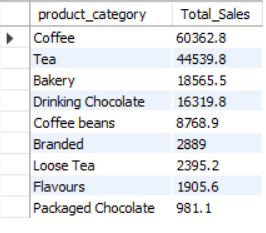 product_category Total_Sales
Coffee 60362.8
Tea 44539.8
Bakery 18565.5
Drinking Chocolate 16319.8
Coffee beans 8768.9
Branded 2889
Loose Tea 2395.2
Flavours 1905.6
Packaged Chocolate 981.1